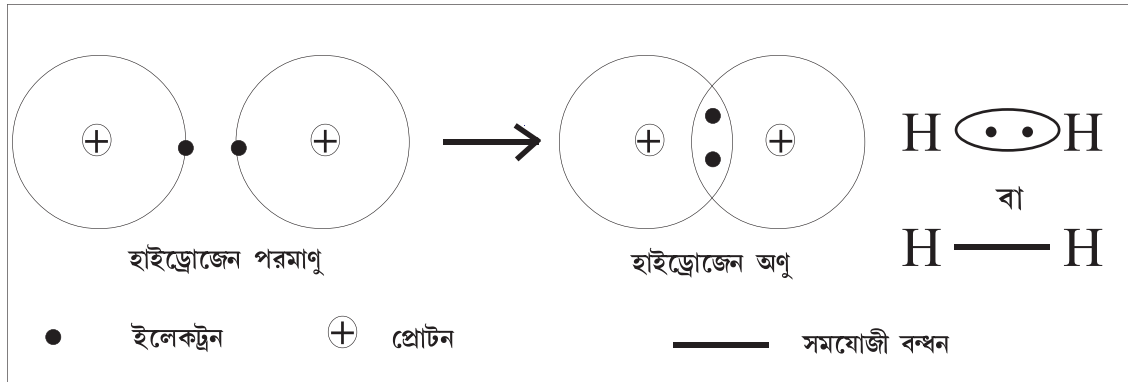 H H
বা
H H
হাইড্রোজেন পরমাণু
হাইড্রোজেন অণু
ইলেকট্রন
প্রোটন
সমযোজী বন্ধন